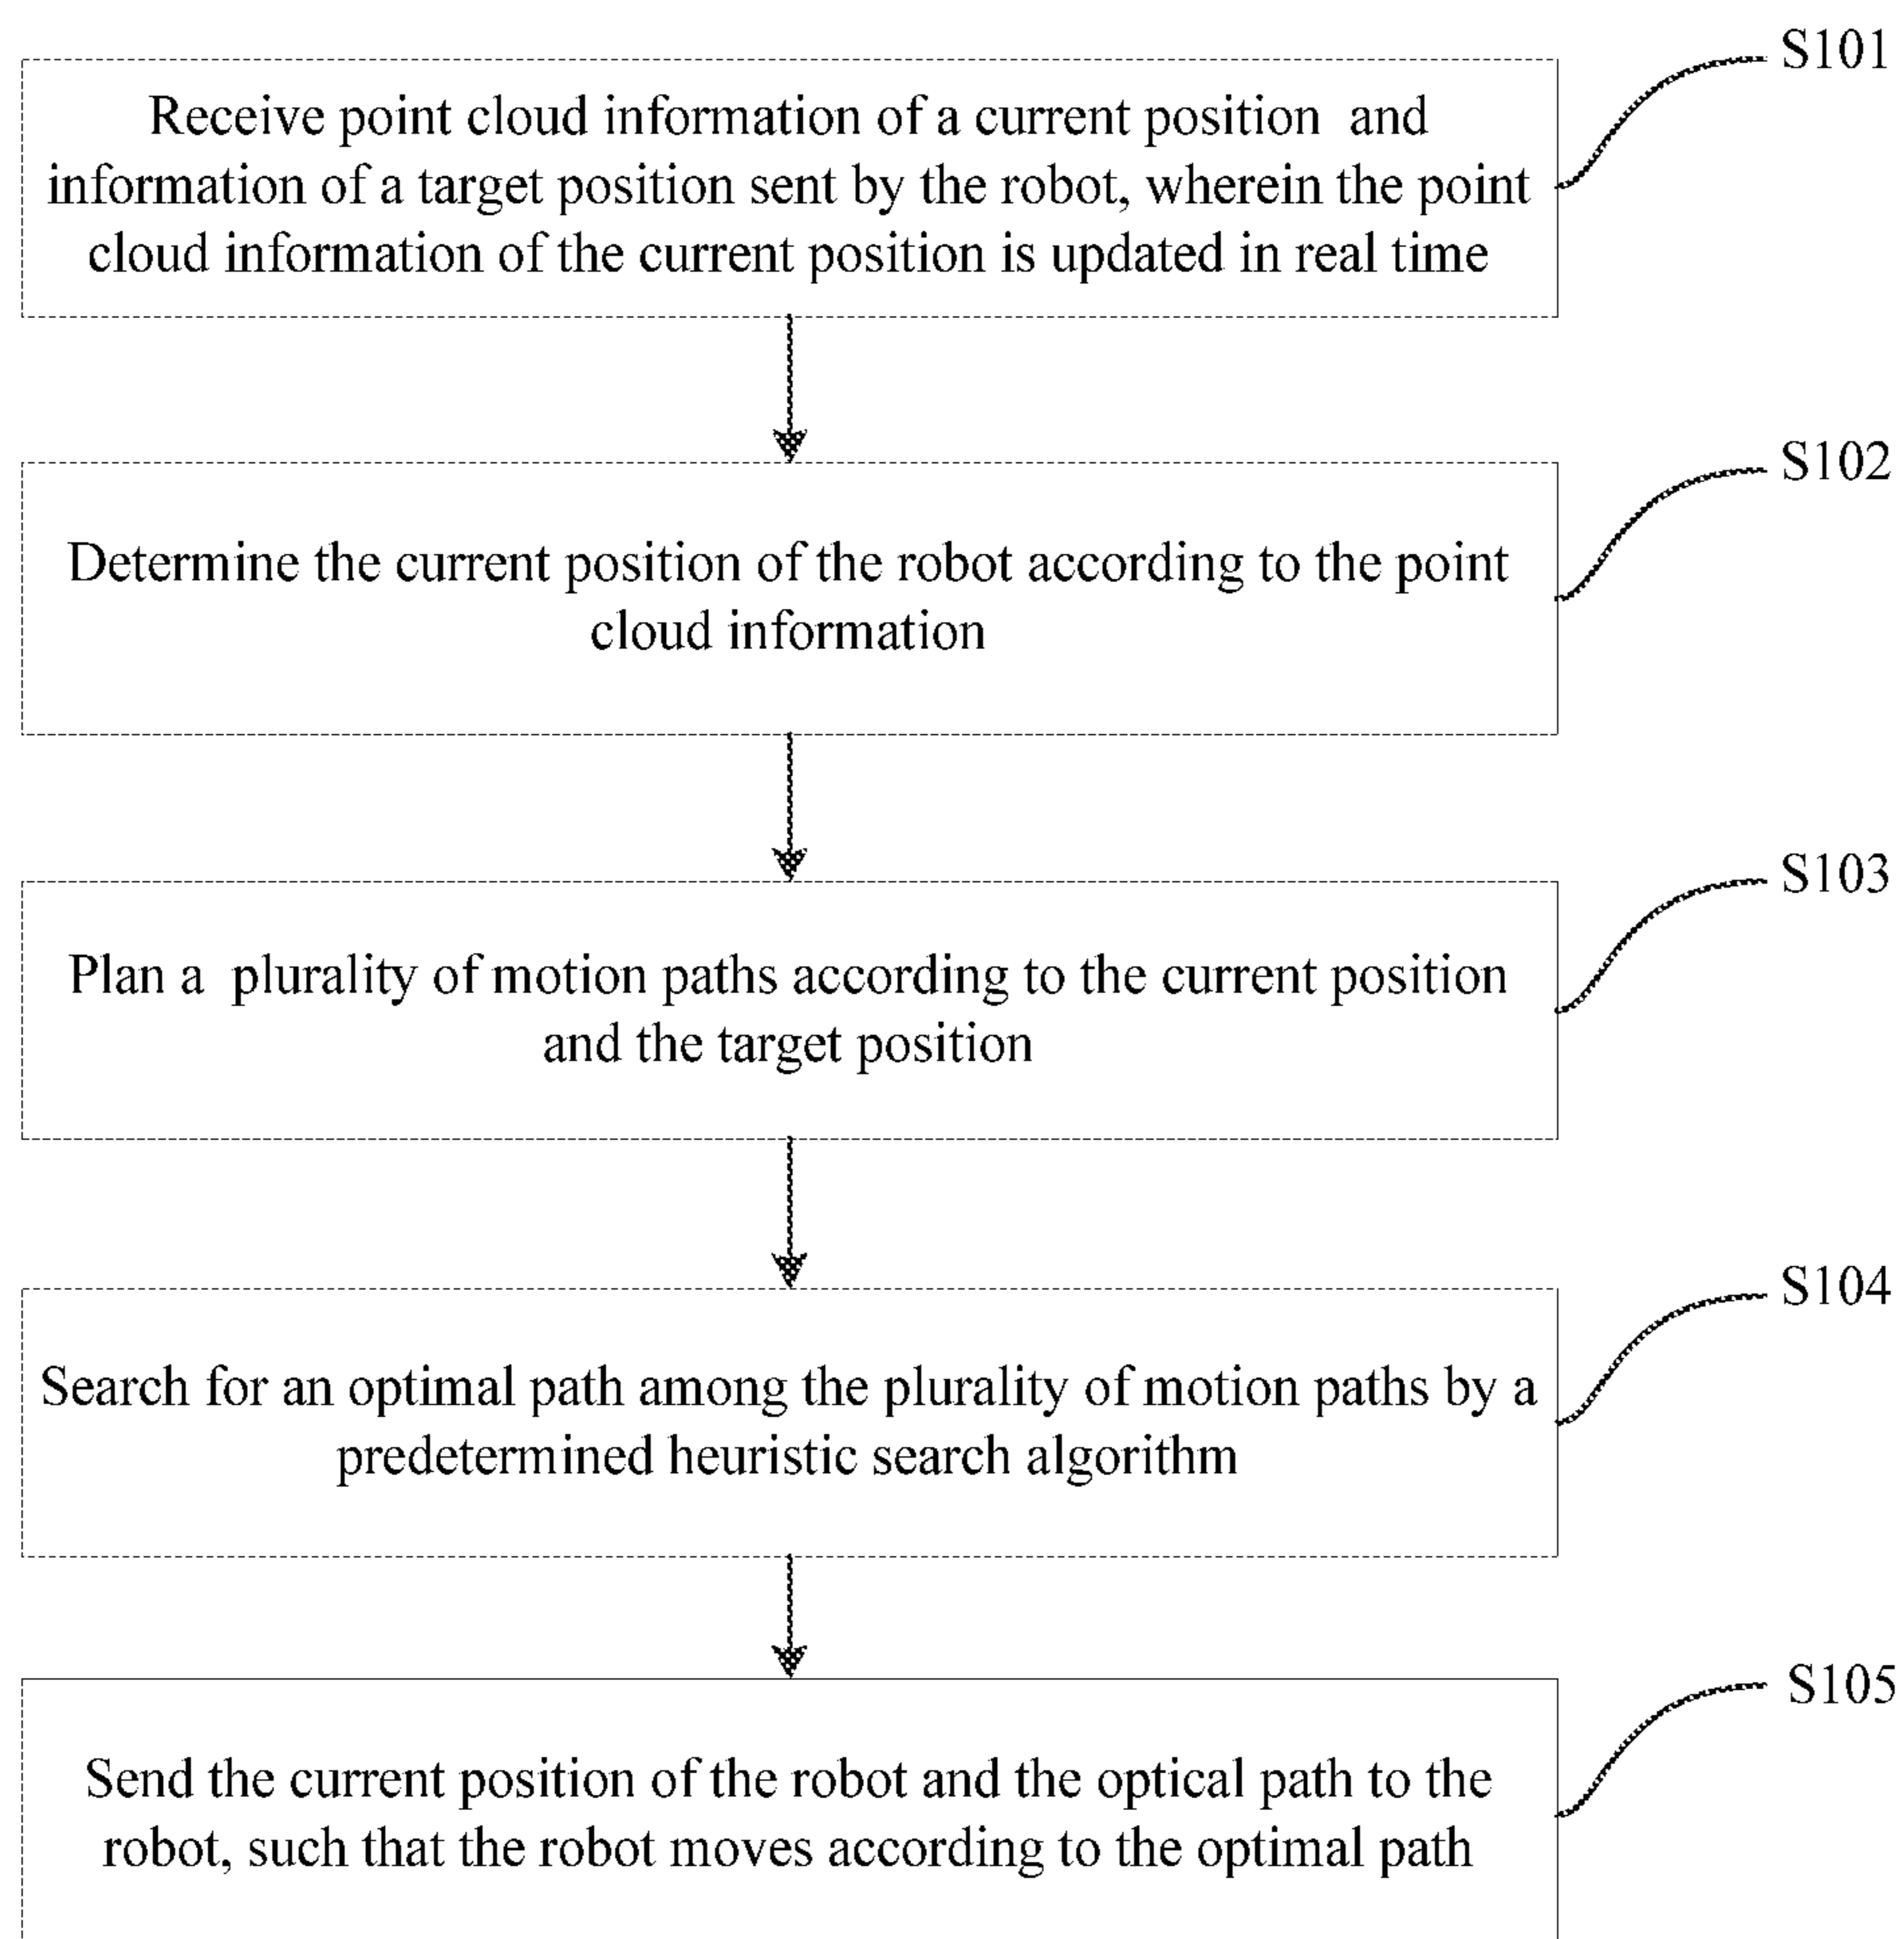 S101
Receive point cloud information of a current position and
information of a target position sent by the robot, wherein the point
cloud information of the current position is updated in real time
S102
Determine the current position of the robot according to the point
cloud information
S103
Plan a plurality of motion paths according to the current position
and the target position
S104
Search for an optimal path among the plurality of motion paths by a
predetermined heuristic search algorithm
S105
Send the current position of the robot and the optical path to the
robot, such that the robot moves according to the optimal path